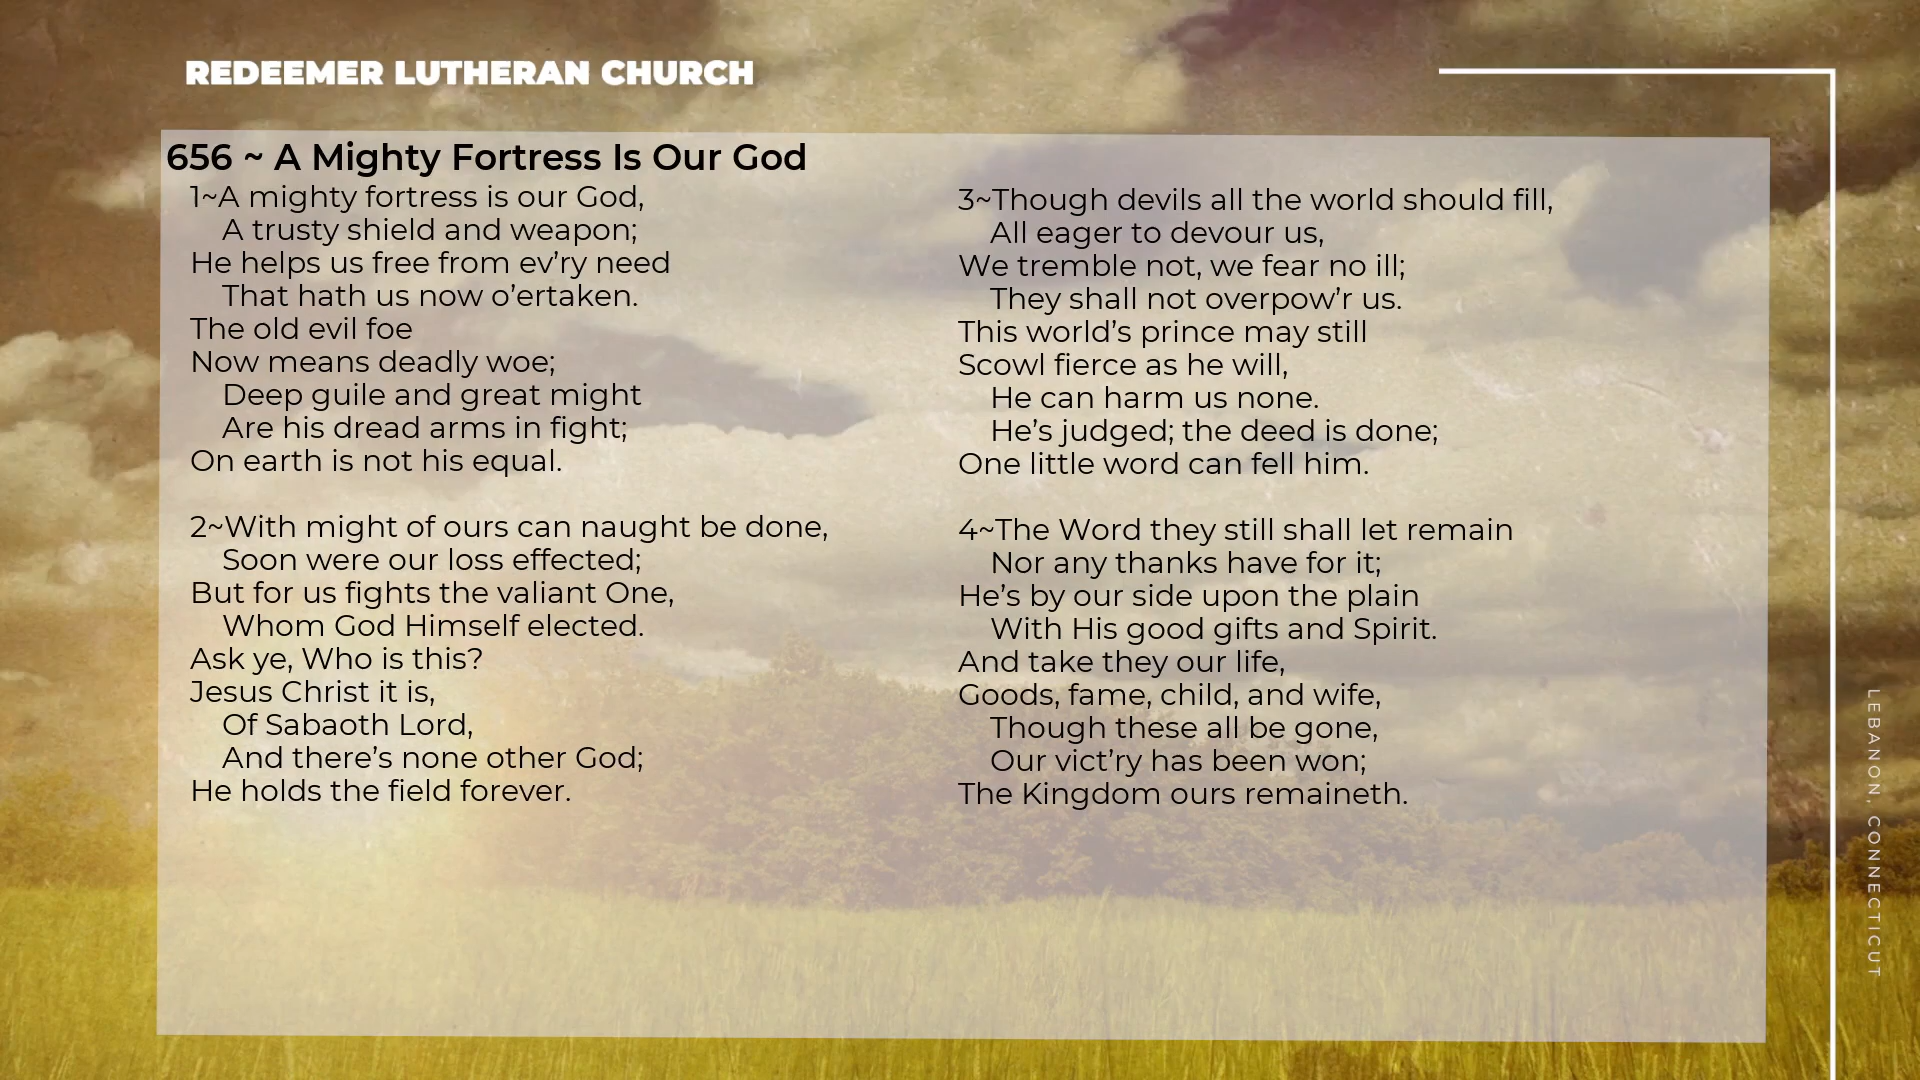 REDEEMER LUTHERAN CHURCH
656 ~ A Mighty Fortress Is Our God
1~A mighty fortress is our God,
A trusty shield and weapon;
He helps us free from ev’ry need
That hath us now o’ertaken.
The old evil foe
Now means deadly woe;
Deep guile and great might
Are his dread arms in fight;
On earth is not his equal.
2~With might of ours can naught be done,
Soon were our loss effected;
But for us fights the valiant One,
Whom God Himself elected.
Ask ye, Who is this?
Jesus Christ it is,
Of Sabaoth Lord,
And there’s none other God;
He holds the field forever.
3~Though devils all the world should fill,
All eager to devour us,
We tremble not, we fear no ill;
They shall not overpow’r us.
This world’s prince may still
Scowl fierce as he will,
He can harm us none.
He’s judged; the deed is done;
One little word can fell him.
4~The Word they still shall let remain
Nor any thanks have for it;
He’s by our side upon the plain
With His good gifts and Spirit.
And take they our life,
Goods, fame, child, and wife,
Though these all be gone,
Our vict’ry has been won;
The Kingdom ours remaineth.
LEBANON, CONNECTICUT